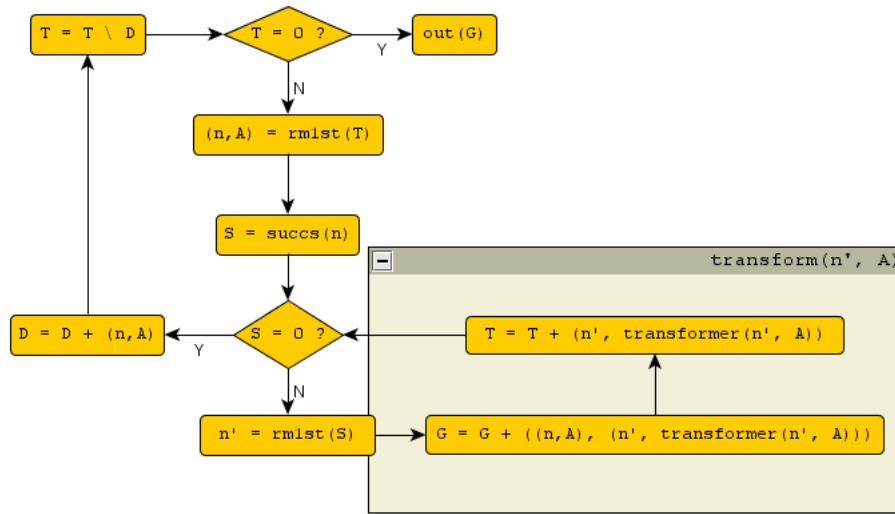 T = T \ D
T = 0 ?
Y
out(G)
N
(n,A) = rm1st(T)
S = succs(n)
transform(n', A)
D = D + (n,A)
Y
S = 0 ?
T = T + (n', transformer(n', A))
N
n' = rm1st(S)
G = G + ((n,A), (n', transformer(n', A)))